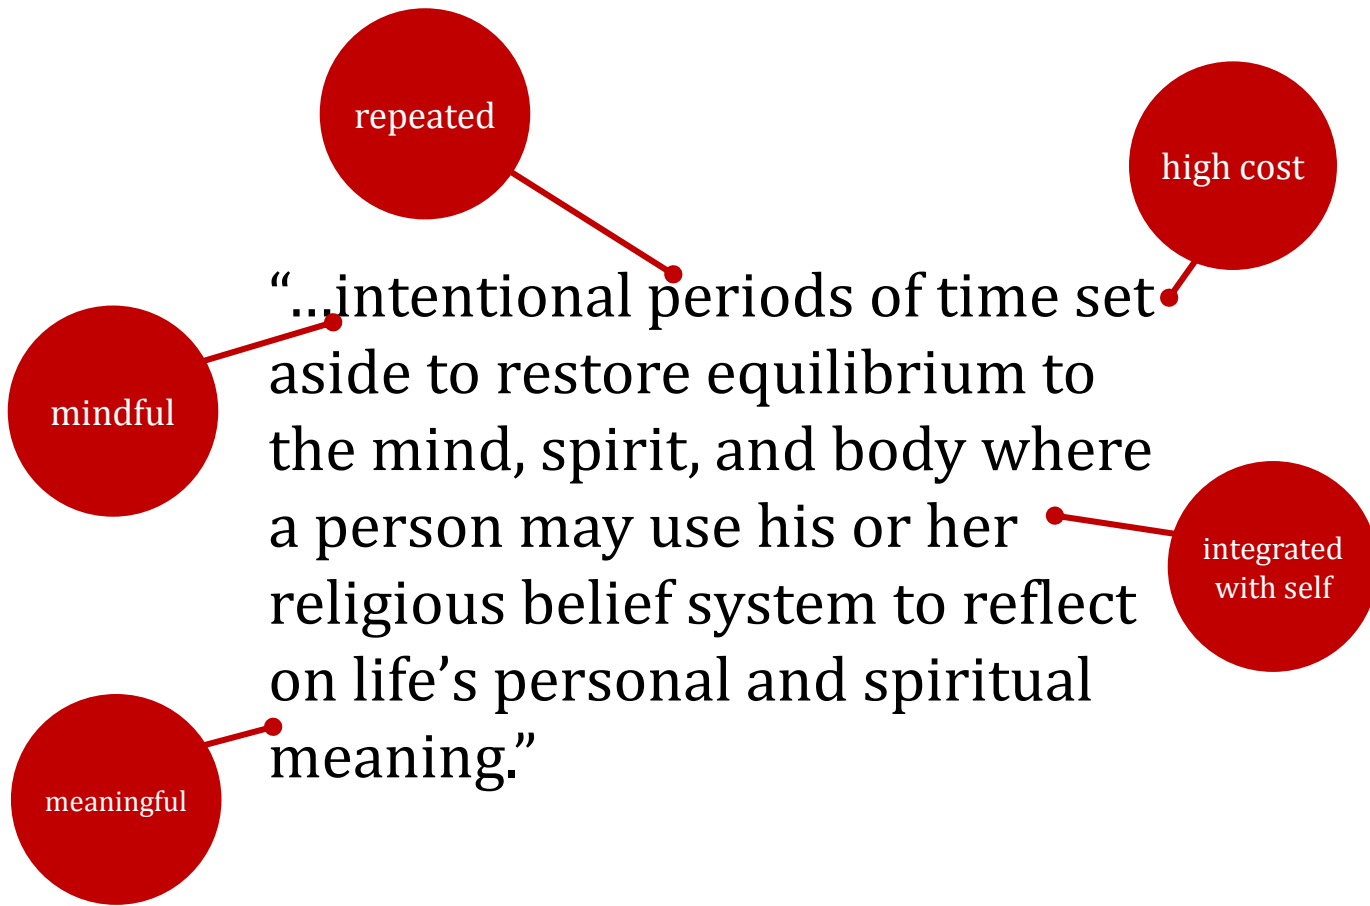 repeated
high cost
“...intentional periods of time set
aside to restore equilibrium to
the mind, spirit, and body where
a person may use his or her
religious belief system to reflect
on life’s personal and spiritual
meaning.”
mindful
integrated
with self
meaningful